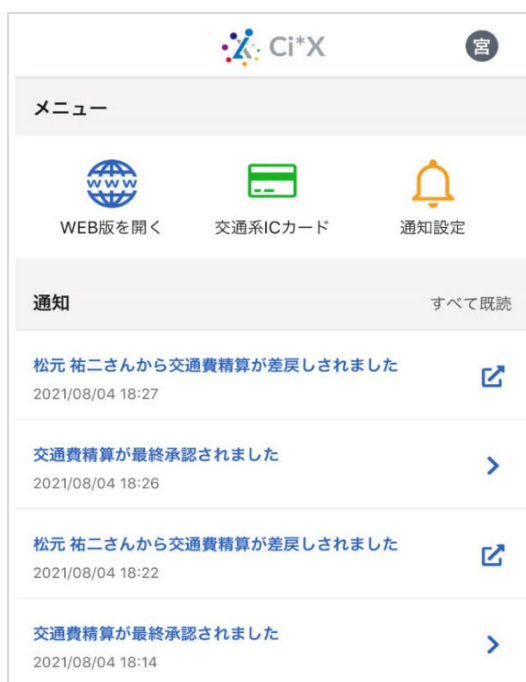 Ci*X
宮
メニュー
www
WEB版を開く
交通系ICカード
通知設定
通知
すべて既読
松元 祐二さんから交通費精算が差戻しされました
2021/08/04 18:27
交通費精算が最終承認されました
2021/08/04 18:26
松元 祐二さんから交通費精算が差戻しされました
2021/08/04 18:22
交通費精算が最終承認されました
2021/08/04 18:14